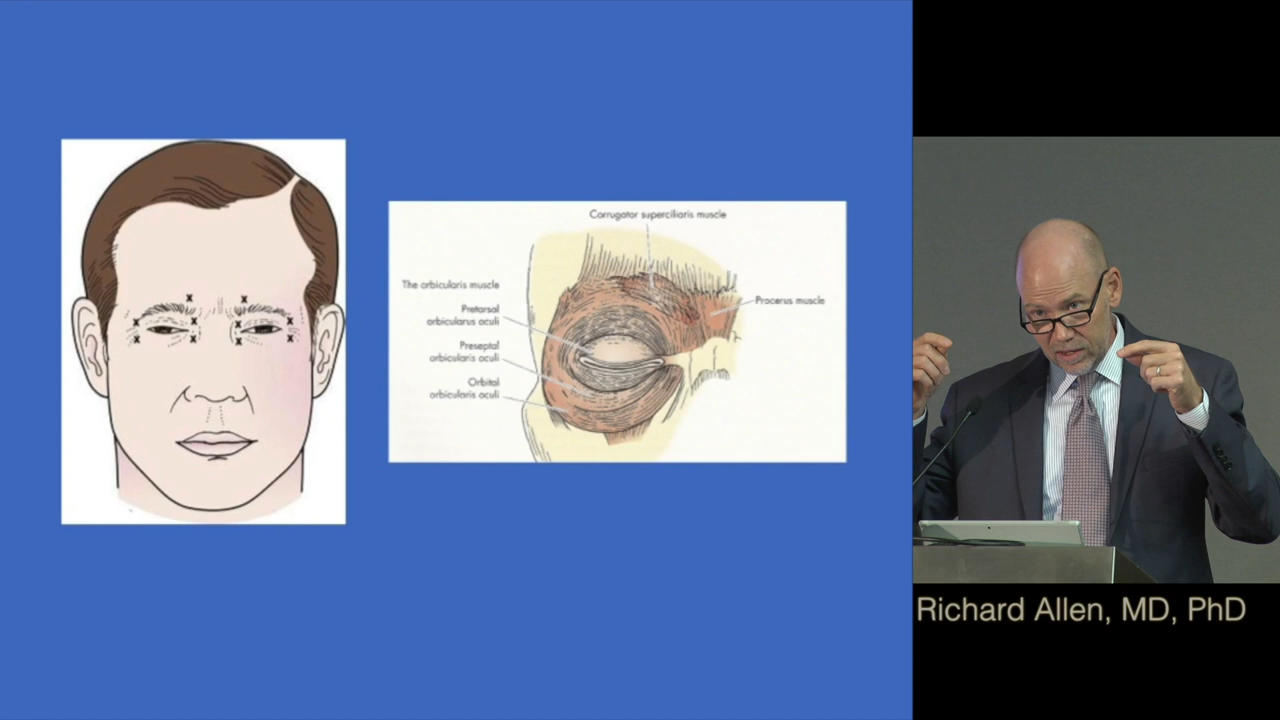 Corrugator superciliaris muscle
The orbicularis muscle
Procerus muscle
Pretarsal
orbicularus oculi
Preseptal
orbicularis oculi
Orbital
orbicularis oculi
x x
x x x x
x x x x
Richard Allen, MD, PhD